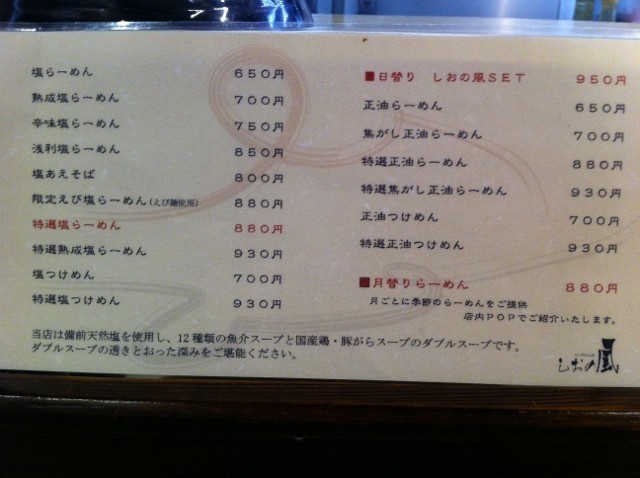 塩らーめん 650円
熟成塩らーめん 700円
辛味塩らーめん 750円
浅利塩らーめん 850円
塩あえそば 800円
限定えび塩らーめん(えび麺使用) 880円
特選塩らーめん 880円
特選熟成塩らーめん 930円
塩つけめん 700円
特選塩つけめん 930円
■日替り しおの風SET 950円
正油らーめん 650円
焦がし正油らーめん 700円
特選正油らーめん 880円
特選焦がし正油らーめん 930円
正油つけめん 700円
特選正油つけめん 930円
■月替りらーめん 880円
月ごとに季節のらーめんをご提供
店内POPでご紹介いたします。
当店は備前天然塩を使用し、12種類の魚介スープと国産鶏・豚がらスープのダブルスープです。
ダブルスープの透きとおった深みをご堪能ください。
しおの風